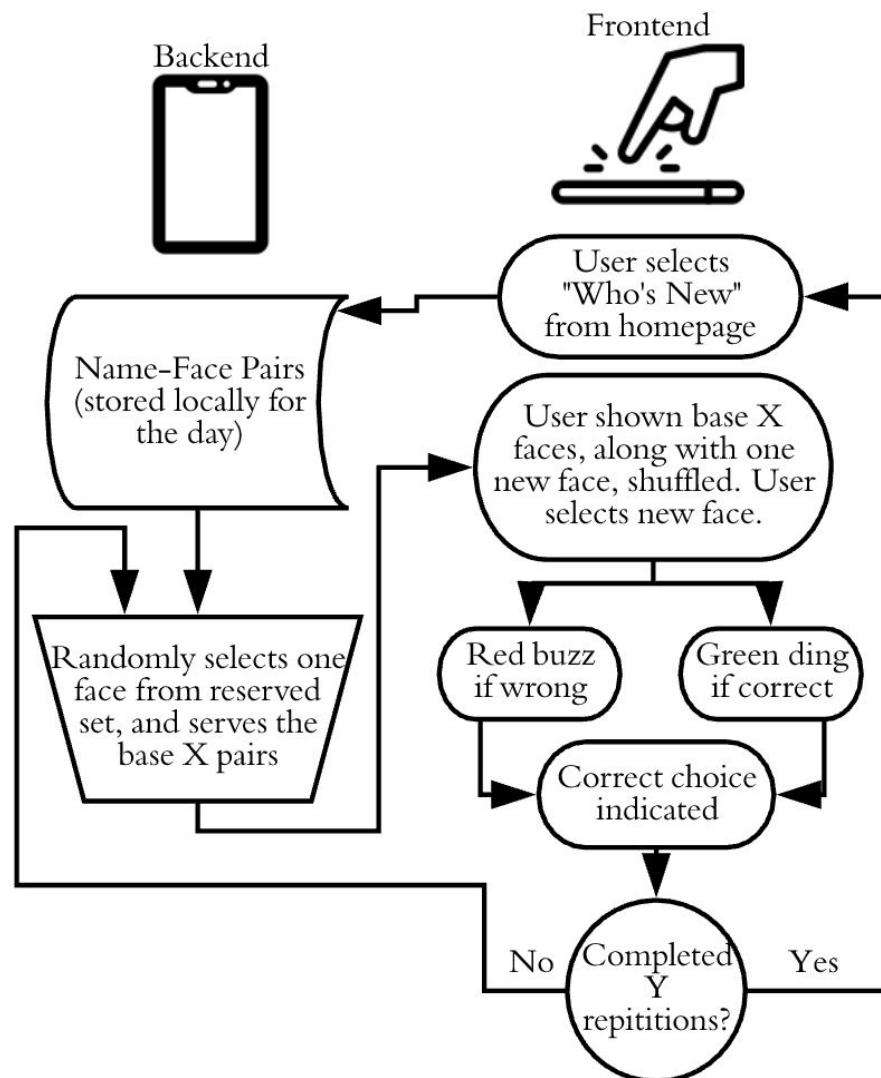 Backend
Frontend
User selects
"Who's New"
from homepage
Name-Face Pairs
(stored locally for
the day)
User shown base X
faces, along with one
new face, shuffled. User
selects new face.
Randomly selects one
face from reserved
set, and serves the
base X pairs
Red buzz
if wrong
Green ding
if correct
Correct choice
indicated
No
Completed
Y
repititions?
Yes